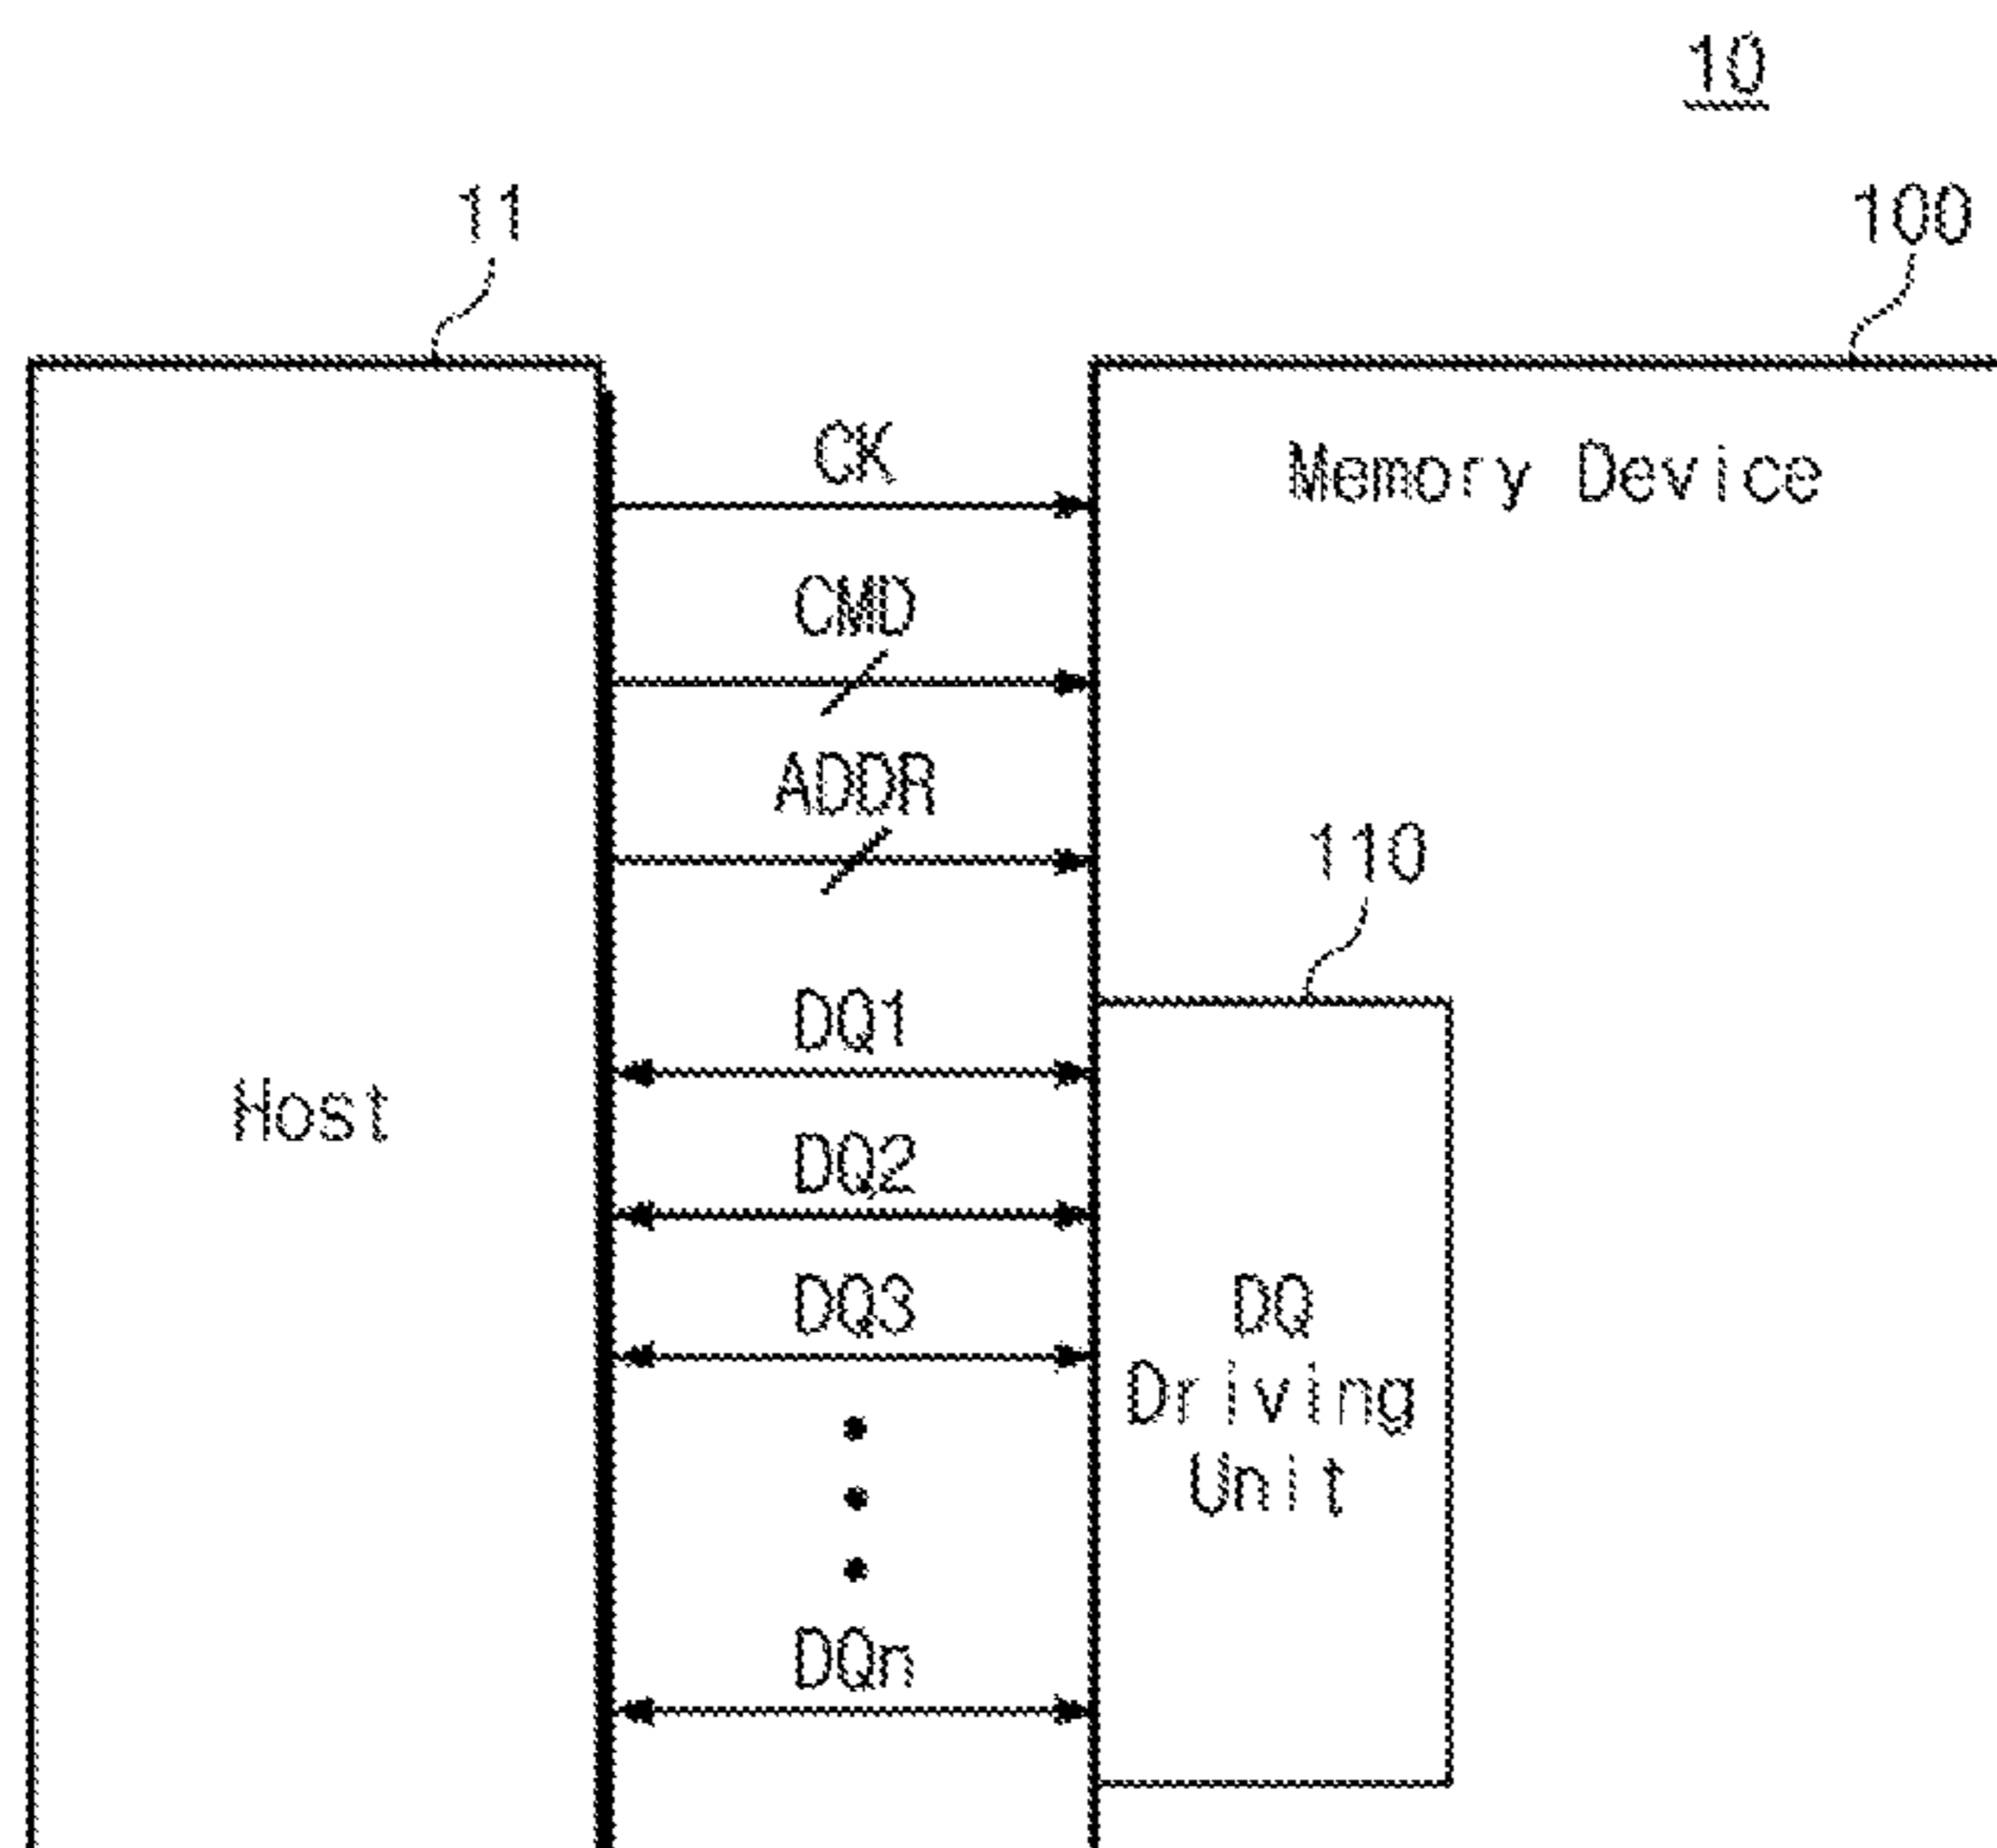 10
11
100
CK
Memory Device
CMD
ADDR
110
DQ1
Host
DQ2
DQ3
DQ
Driving
Unit
DQn